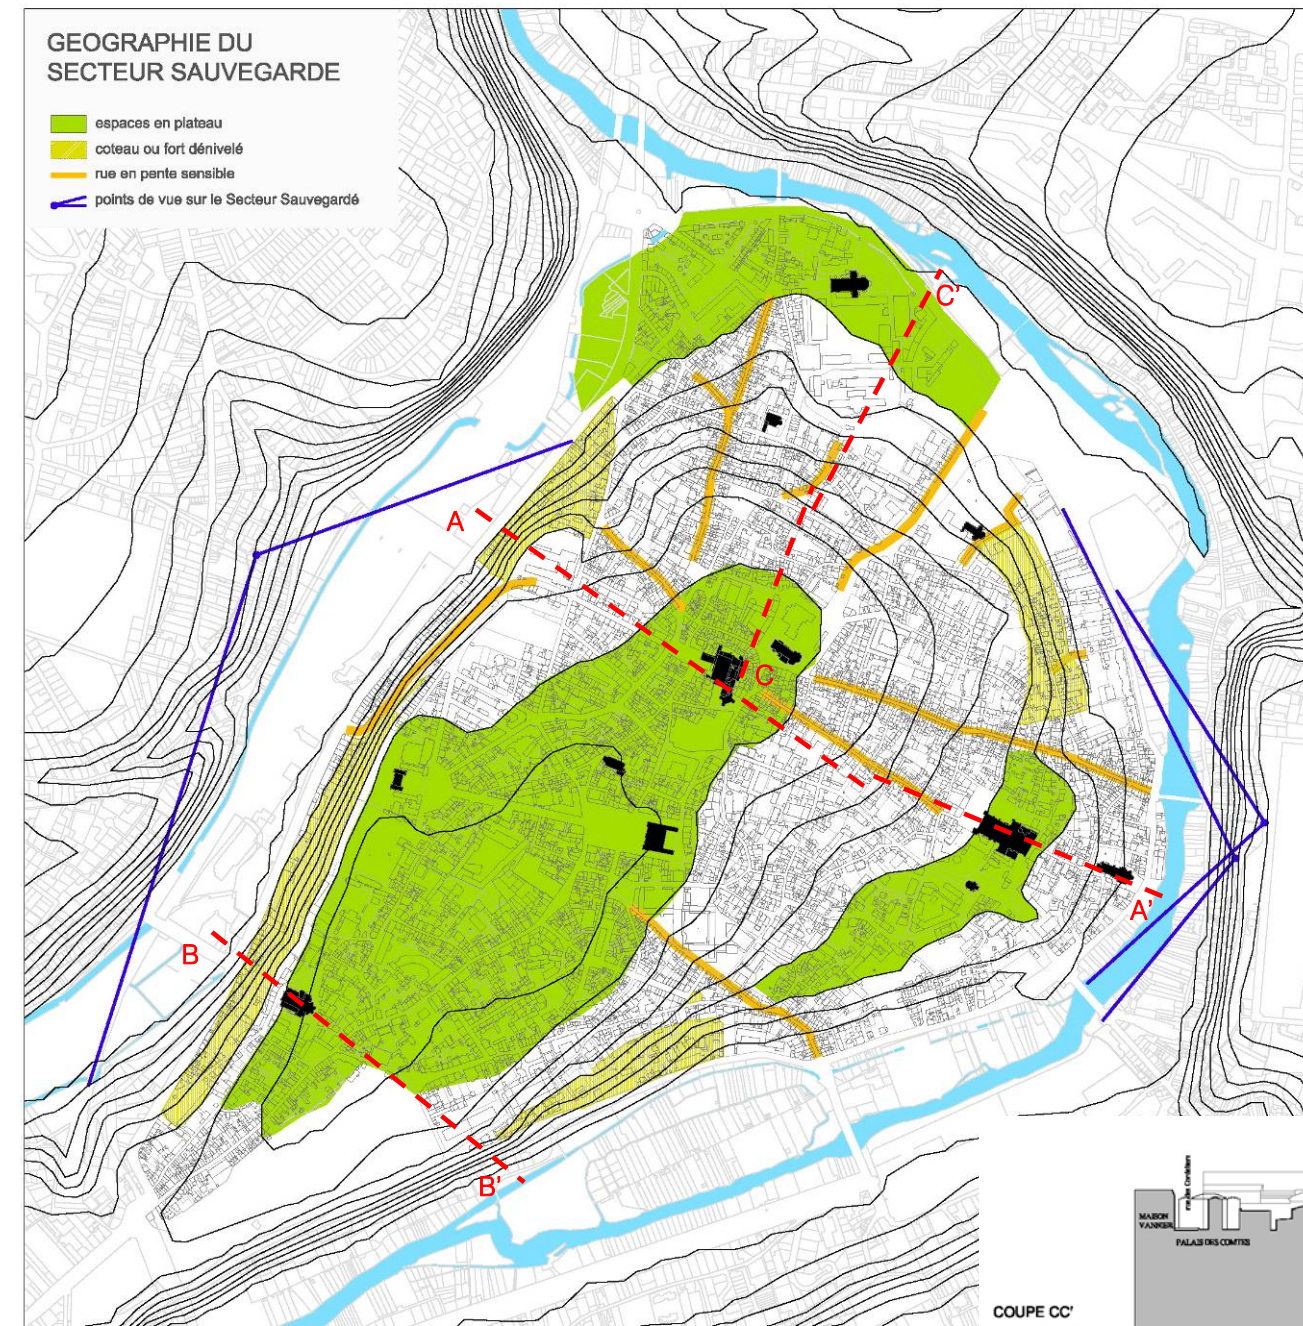 GEOGRAPHIE DU
SECTEUR SAUVEGARDE
espaces en plateau
coteau ou fort dénivelé
rue en pente sensible
points de vue sur le Secteur Sauvegardé
C'
A
C
A'
B
B'
MAISON
VANNIER
PALAIS DES COMTES
COUPE CC'